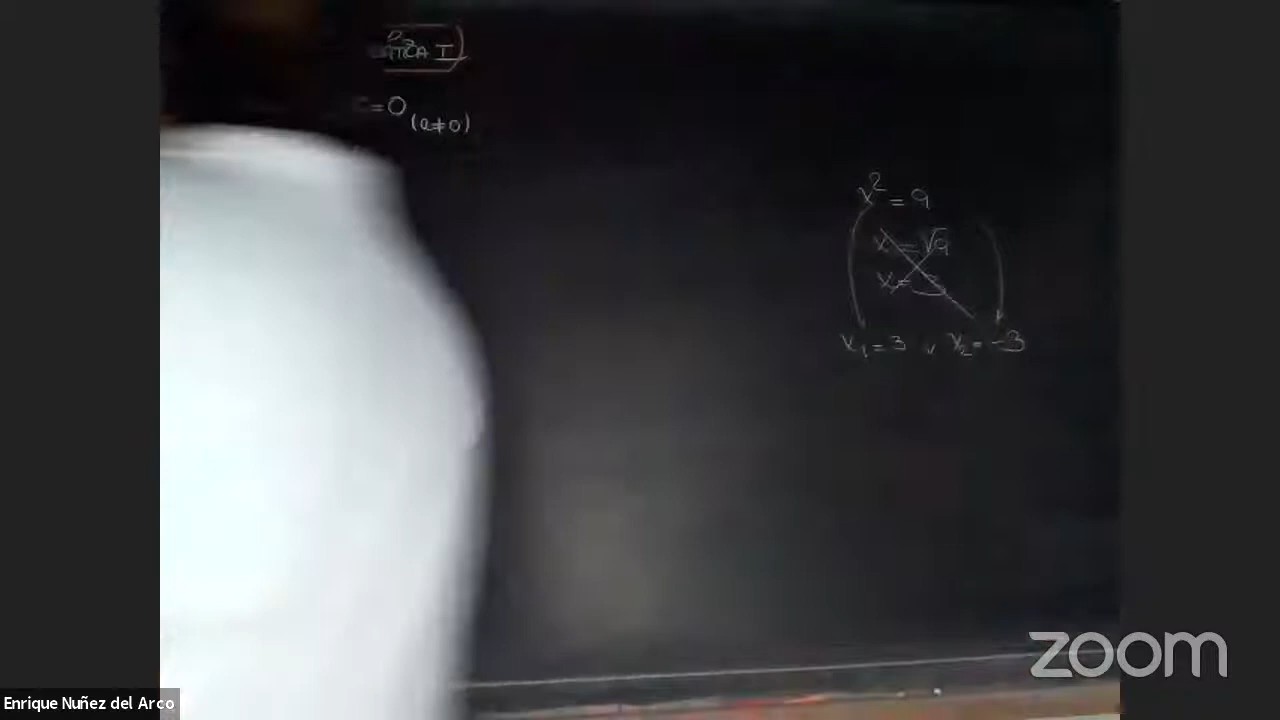 = 0 (a≠0)
x² = 9
x = √9
x = 3
x₁ = 3 v x₂ = -3
zoom
Enrique Nuñez del Arco